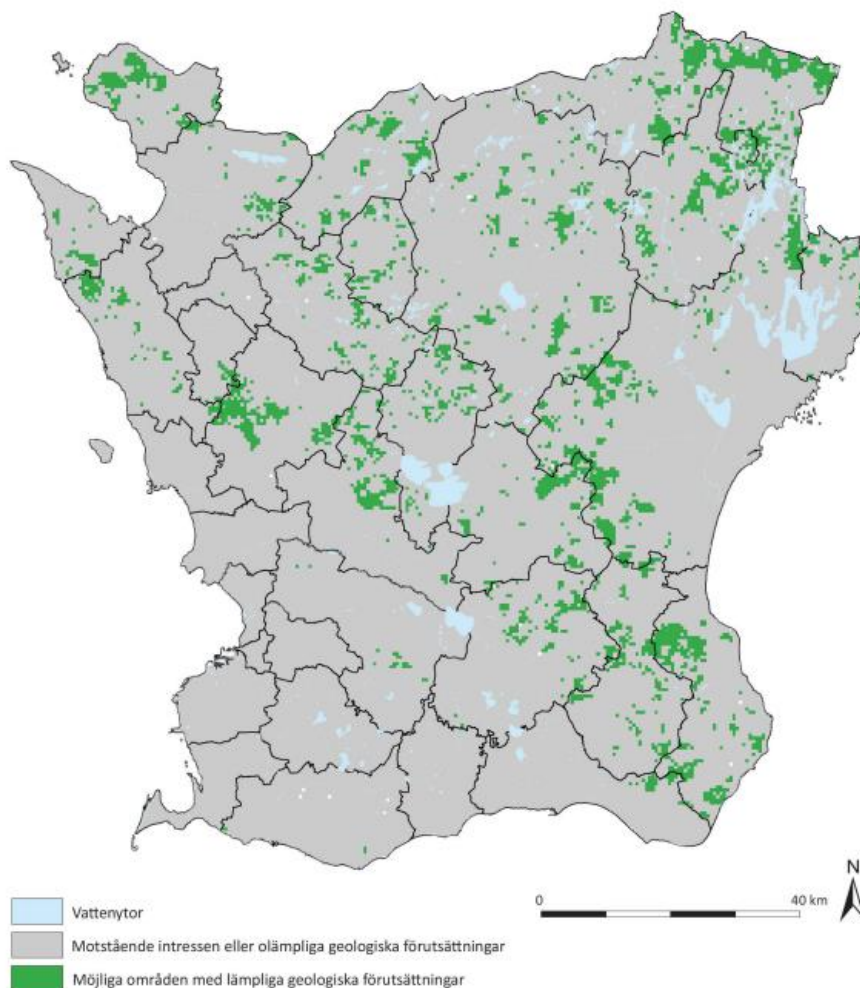 N
0
40 km
Vattenytor
Motstående intressen eller olämpliga geologiska förutsättningar
Möjliga områden med lämpliga geologiska förutsättningar